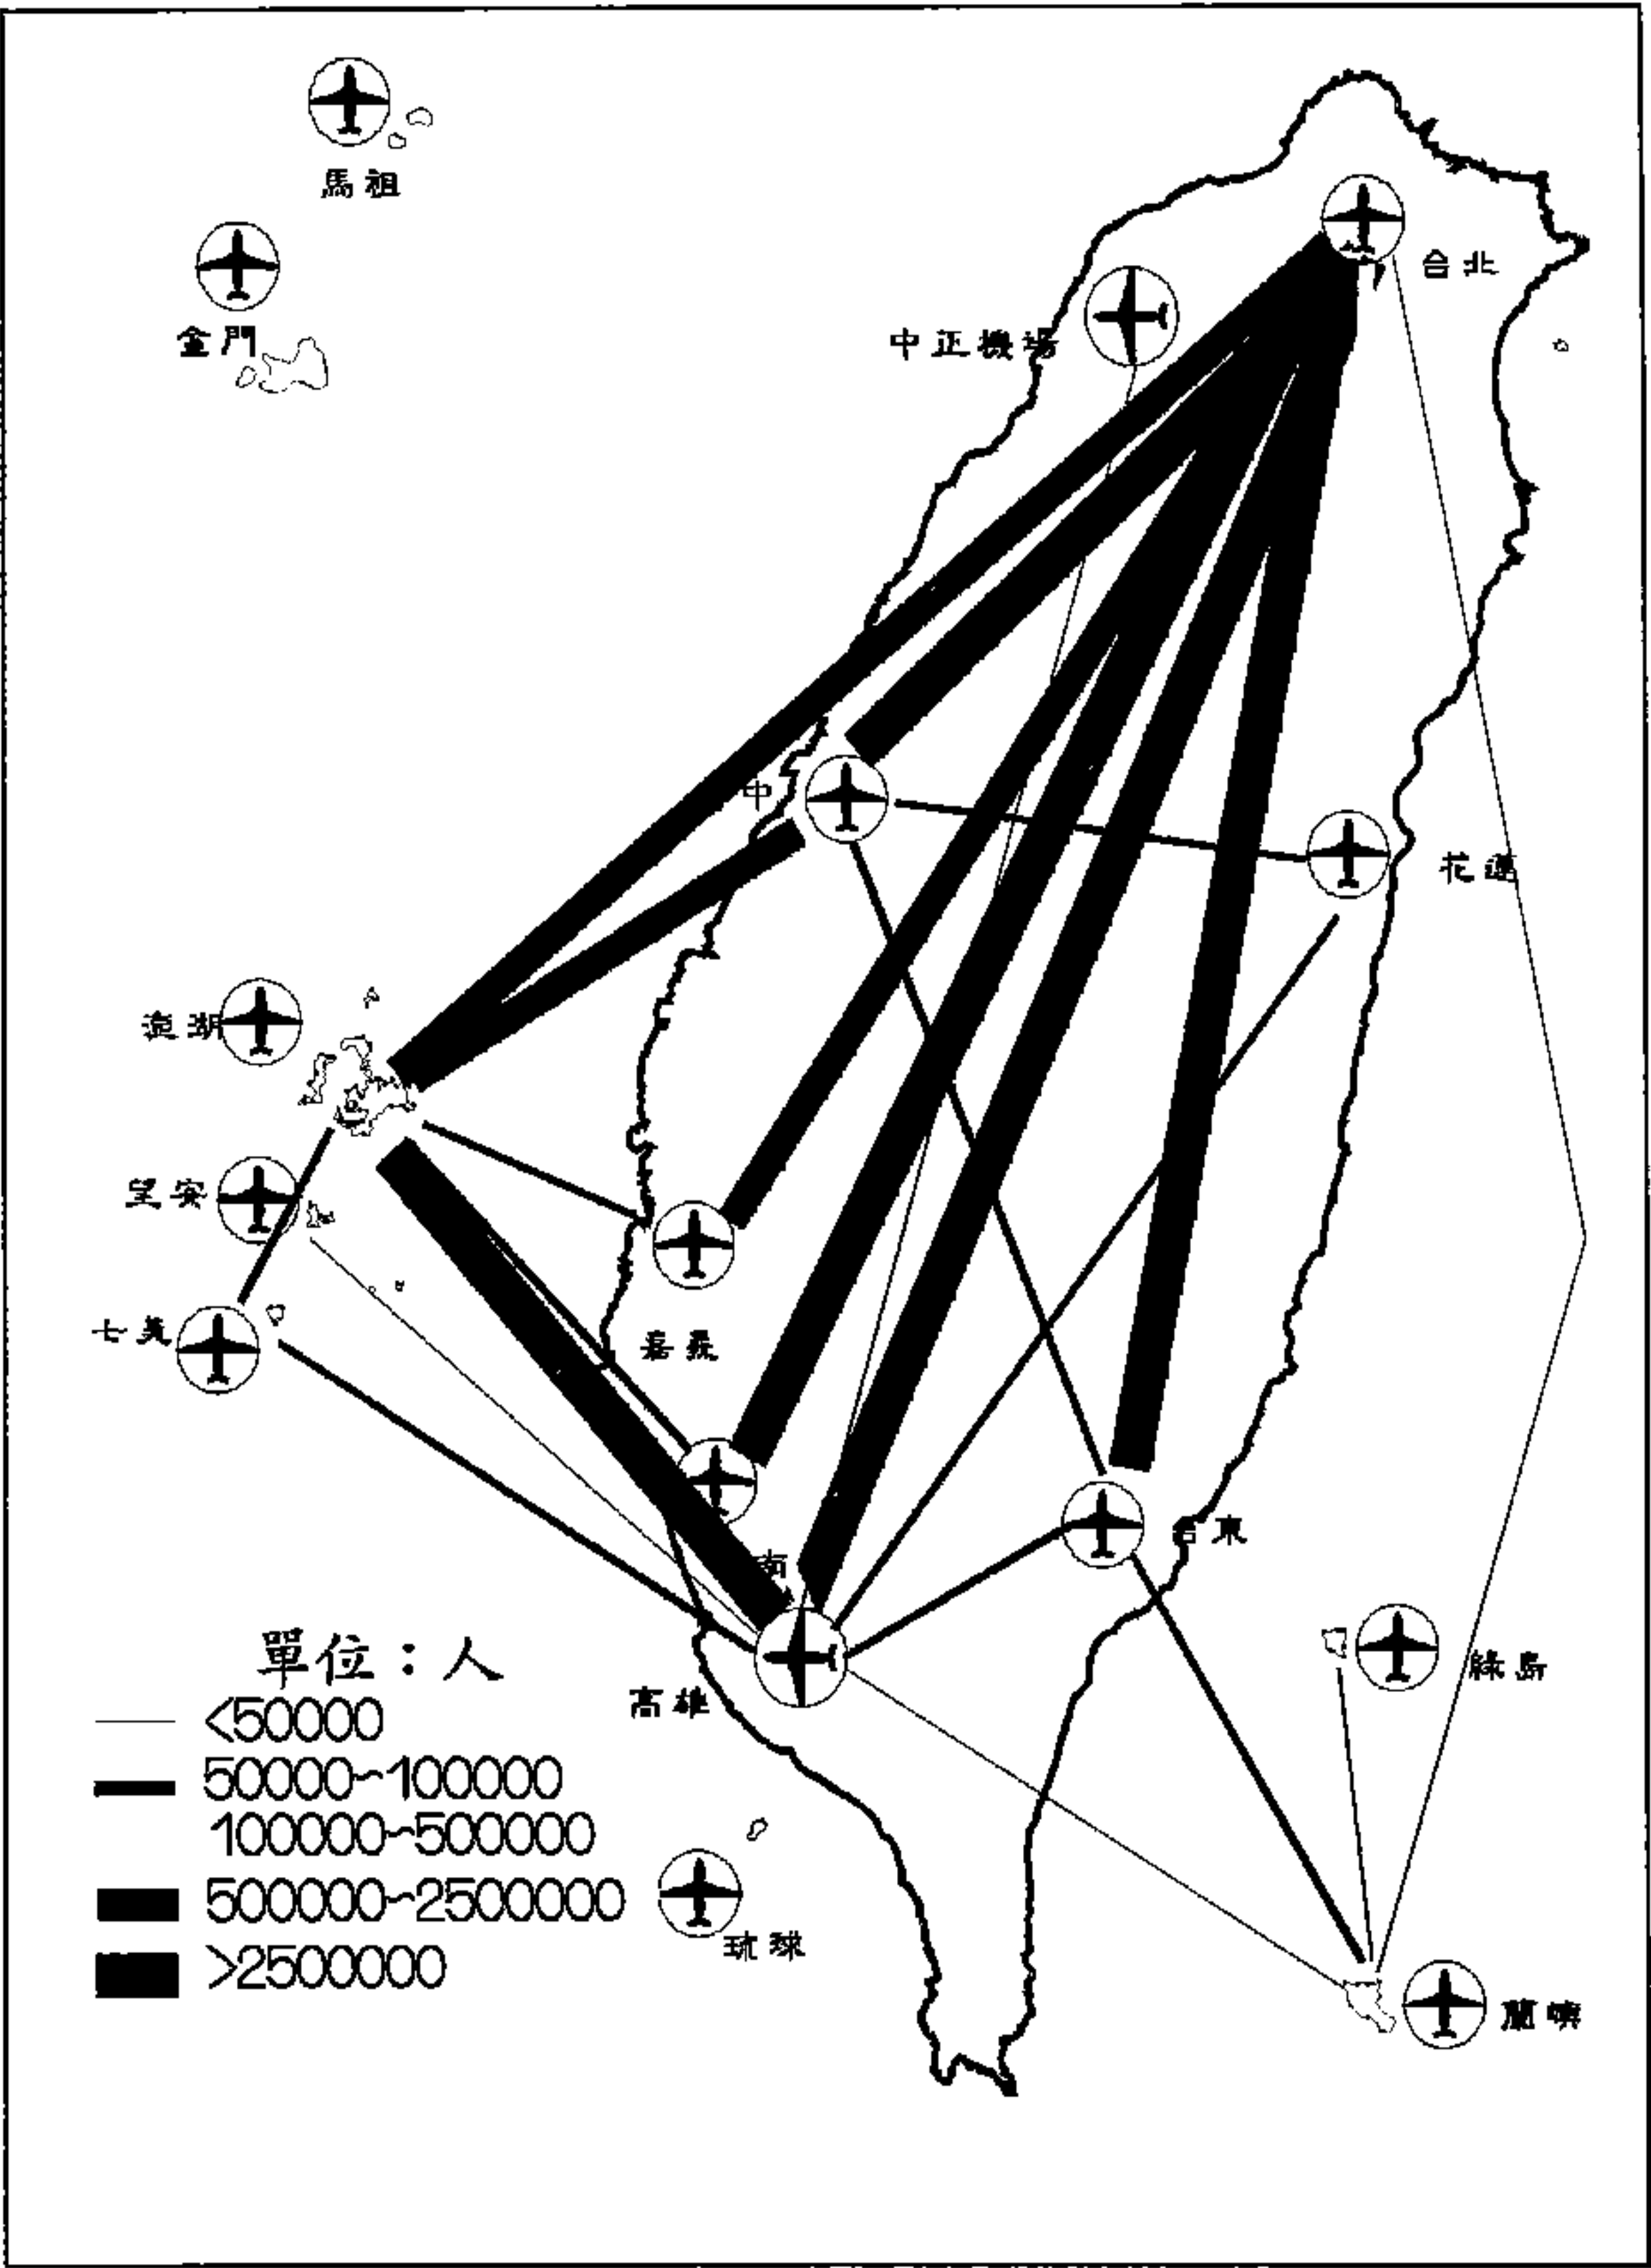 馬祖
台北
金門
中正機場
中
花蓮
澎湖
望安
七美
嘉義
台東
南
單位：人
<50000
50000~100000
100000~500000
500000~2500000
>2500000
高雄
綠島
琉球
蘭嶼